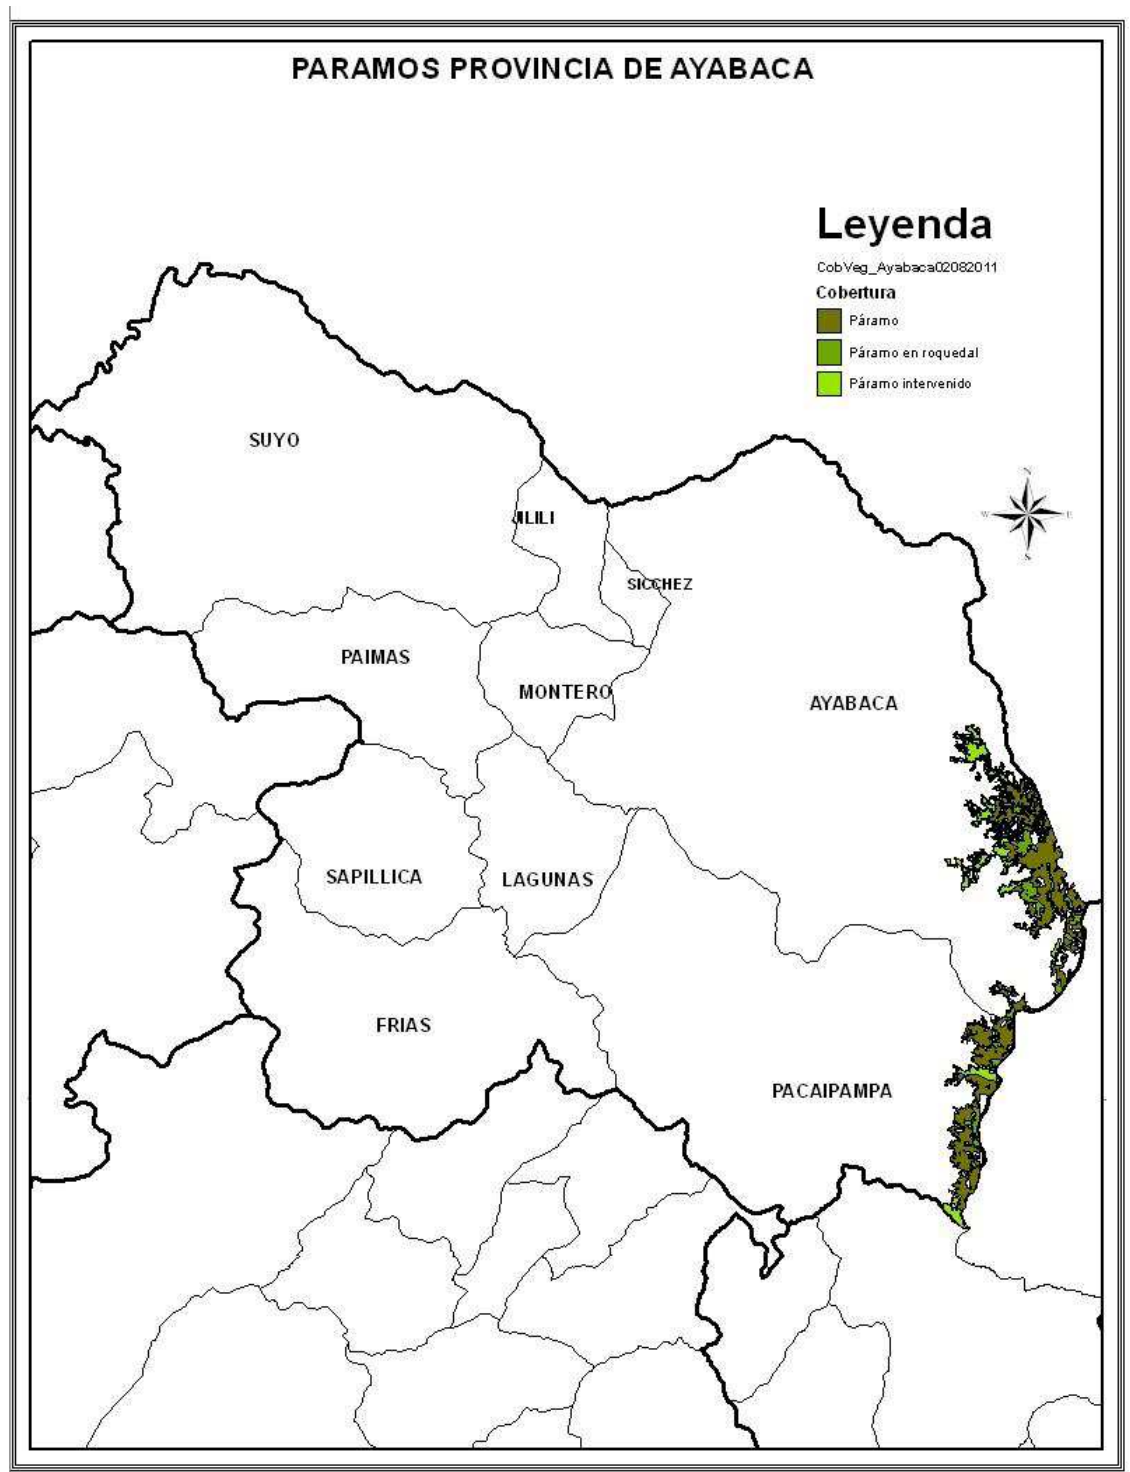 PARAMOS PROVINCIA DE AYABACA
Leyenda
CobVeg_Ayabaca02082011
Cobertura
Páramo
Páramo en roquedal
Páramo intervenido
SUYO
N
W
E
S
JILILI
SICCHEZ
PAIMAS
MONTERO
AYABACA
SAPILLICA
LAGUNAS
FRIAS
PACAIPAMPA